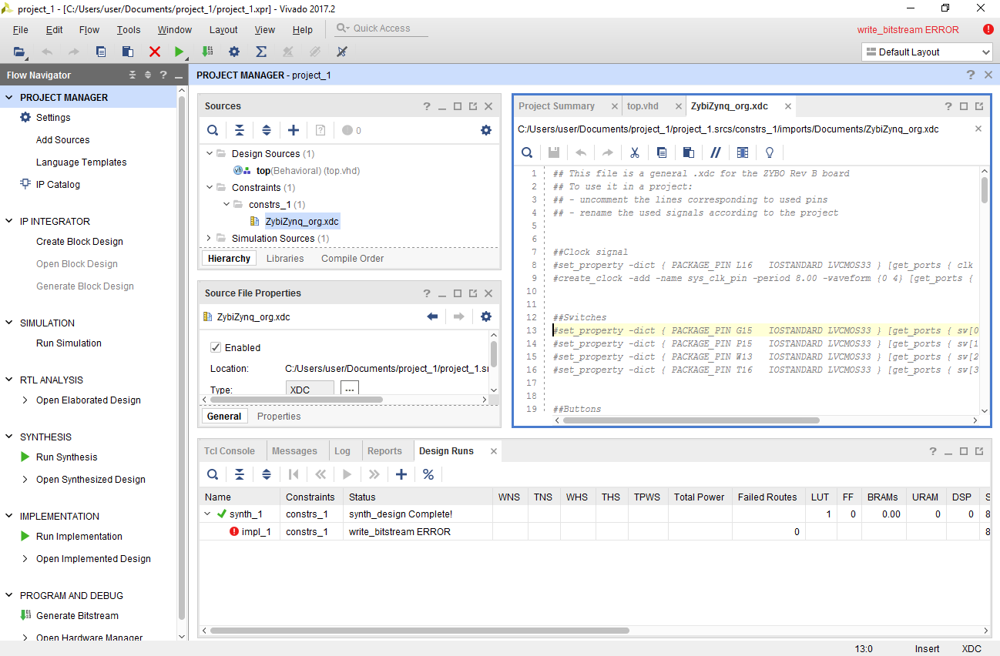 project_1 - [C:/Users/user/Documents/project_1/project_1.xpr] - Vivado 2017.2
File Edit Flow Tools Window Layout View Help Quick Access
write_bitstream ERROR
Default Layout
Flow Navigator
PROJECT MANAGER
Settings
Add Sources
Language Templates
IP Catalog
IP INTEGRATOR
Create Block Design
Open Block Design
Generate Block Design
SIMULATION
Run Simulation
RTL ANALYSIS
Open Elaborated Design
SYNTHESIS
Run Synthesis
Open Synthesized Design
IMPLEMENTATION
Run Implementation
Open Implemented Design
PROGRAM AND DEBUG
Generate Bitstream
Open Hardware Manager
PROJECT MANAGER - project_1
Sources
0
Design Sources (1)
top(Behavioral) (top.vhd)
Constraints (1)
constrs_1 (1)
ZybiZynq_org.xdc
Simulation Sources (1)
Hierarchy Libraries Compile Order
Source File Properties
ZybiZynq_org.xdc
Enabled
Location: C:/Users/user/Documents/project_1/project_1.sr
Type: XDC ...
General Properties
Project Summary top.vhd ZybiZynq_org.xdc
C:/Users/user/Documents/project_1/project_1.srcs/constrs_1/imports/Documents/ZybiZynq_org.xdc
1 ## This file is a general .xdc for the ZYBO Rev B board
2 ## To use it in a project:
3 ## - uncomment the lines corresponding to used pins
4 ## - rename the used signals according to the project
5
6
7 ##Clock signal
8 #set_property -dict { PACKAGE_PIN L16 IOSTANDARD LVCMOS33 } [get_ports { clk
9 #create_clock -add -name sys_clk_pin -period 8.00 -waveform {0 4} [get_ports {
10
11
12 ##Switches
13 #set_property -dict { PACKAGE_PIN G15 IOSTANDARD LVCMOS33 } [get_ports { sw[0
14 #set_property -dict { PACKAGE_PIN P15 IOSTANDARD LVCMOS33 } [get_ports { sw[1
15 #set_property -dict { PACKAGE_PIN W13 IOSTANDARD LVCMOS33 } [get_ports { sw[2
16 #set_property -dict { PACKAGE_PIN T16 IOSTANDARD LVCMOS33 } [get_ports { sw[3
17
18
19 ##Buttons
Tcl Console Messages Log Reports Design Runs
Name Constraints Status WNS TNS WHS THS TPWS Total Power Failed Routes LUT FF BRAMs URAM DSP S
synth_1 constrs_1 synth_design Complete! 1 0 0.00 0 0 8
impl_1 constrs_1 write_bitstream ERROR 0 8
13:0 Insert XDC